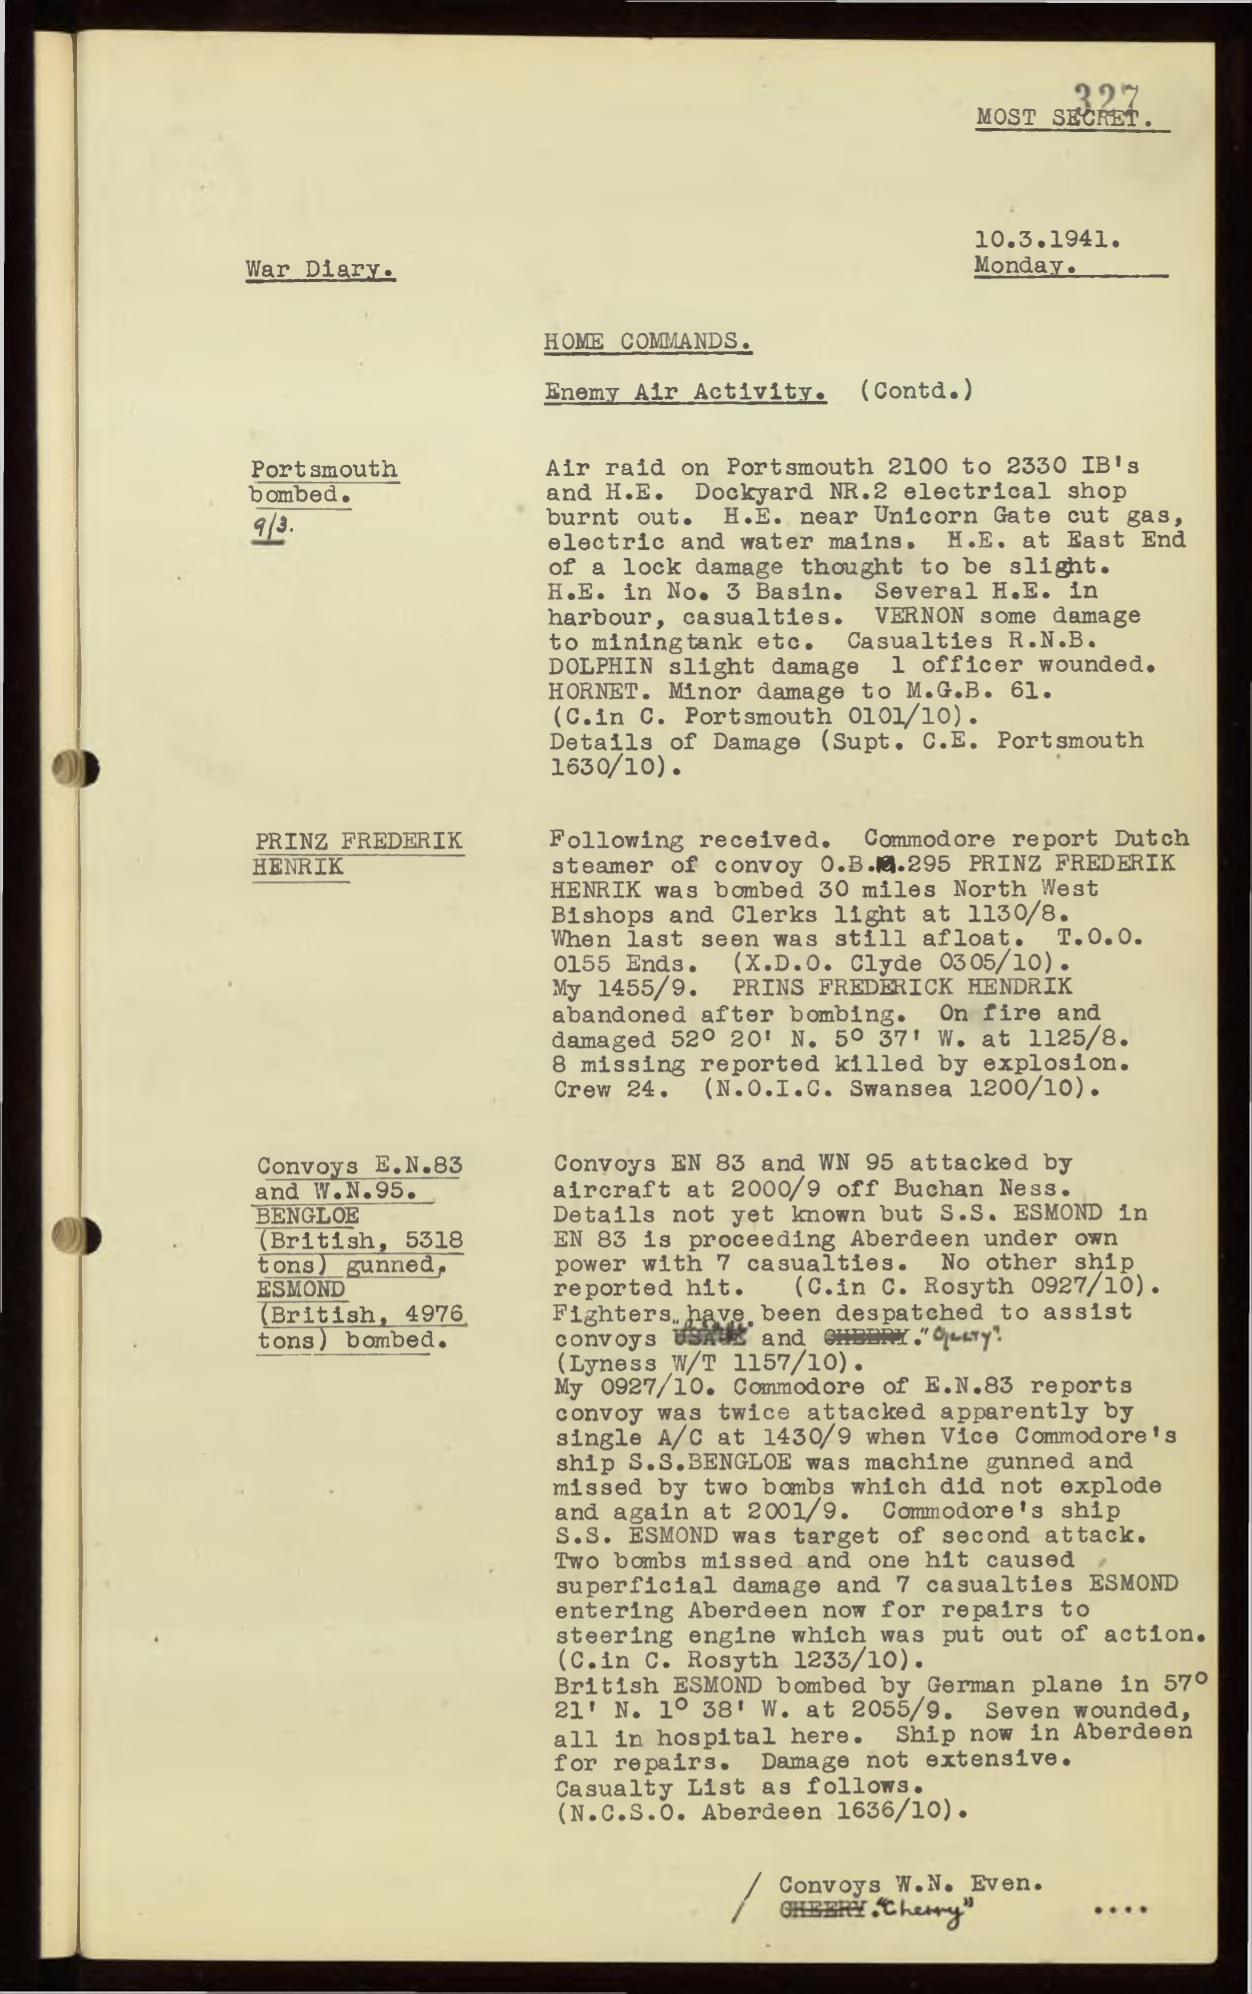 327
MOST SECRET.
10.3.1941.
Monday.
War Diary.
HOME COMMANDS.
Enemy Air Activity. (Contd.)
Portsmouth
bombed.
9/3.
Air raid on Portsmouth 2100 to 2330 IB's
and H.E. Dockyard NR.2 electrical shop
burnt out. H.E. near Unicorn Gate cut gas,
electric and water mains. H.E. at East End
of a lock damage thought to be slight.
H.E. in No. 3 Basin. Several H.E. in
harbour, casualties. VERNON some damage
to miningtank etc. Casualties R.N.B.
DOLPHIN slight damage 1 officer wounded.
HORNET. Minor damage to M.G.B. 61.
(C.in C. Portsmouth 0101/10).
Details of Damage (Supt. C.E. Portsmouth
1630/10).
PRINZ FREDERIK
HENRIK
Following received. Commodore report Dutch
steamer of convoy O.B. .295 PRINZ FREDERIK
HENRIK was bombed 30 miles North West
Bishops and Clerks light at 1130/8.
When last seen was still afloat. T.O.O.
0155 Ends. (X.D.O. Clyde 0305/10).
My 1455/9. PRINS FREDERICK HENDRIK
abandoned after bombing. On fire and
damaged 52° 20' N. 5° 37' W. at 1125/8.
8 missing reported killed by explosion.
Crew 24. (N.O.I.C. Swansea 1200/10).
Convoys E.N.83
and W.N.95.
BENGLOE
(British, 5318
tons) gunned,
ESMOND
(British, 4976
tons) bombed.
Convoys EN 83 and WN 95 attacked by
aircraft at 2000/9 off Buchan Ness.
Details not yet known but S.S. ESMOND in
EN 83 is proceeding Aberdeen under own
power with 7 casualties. No other ship
reported hit. (C.in C. Rosyth 0927/10).
Fighters have been despatched to assist
convoys and CHEERY.
(Lyness W/T 1157/10).
My 0927/10. Commodore of E.N.83 reports
convoy was twice attacked apparently by
single A/C at 1430/9 when Vice Commodore's
ship S.S.BENGLOE was machine gunned and
missed by two bombs which did not explode
and again at 2001/9. Commodore's ship
S.S. ESMOND was target of second attack.
Two bombs missed and one hit caused
superficial damage and 7 casualties ESMOND
entering Aberdeen now for repairs to
steering engine which was put out of action.
(C.in C. Rosyth 1233/10).
British ESMOND bombed by German plane in 57°
21' N. 1° 38' W. at 2055/9. Seven wounded,
all in hospital here. Ship now in Aberdeen
for repairs. Damage not extensive.
Casualty List as follows.
(N.C.S.O. Aberdeen 1636/10).
/ Convoys W.N. Even.
/ CHEERY. "Cherry" ....